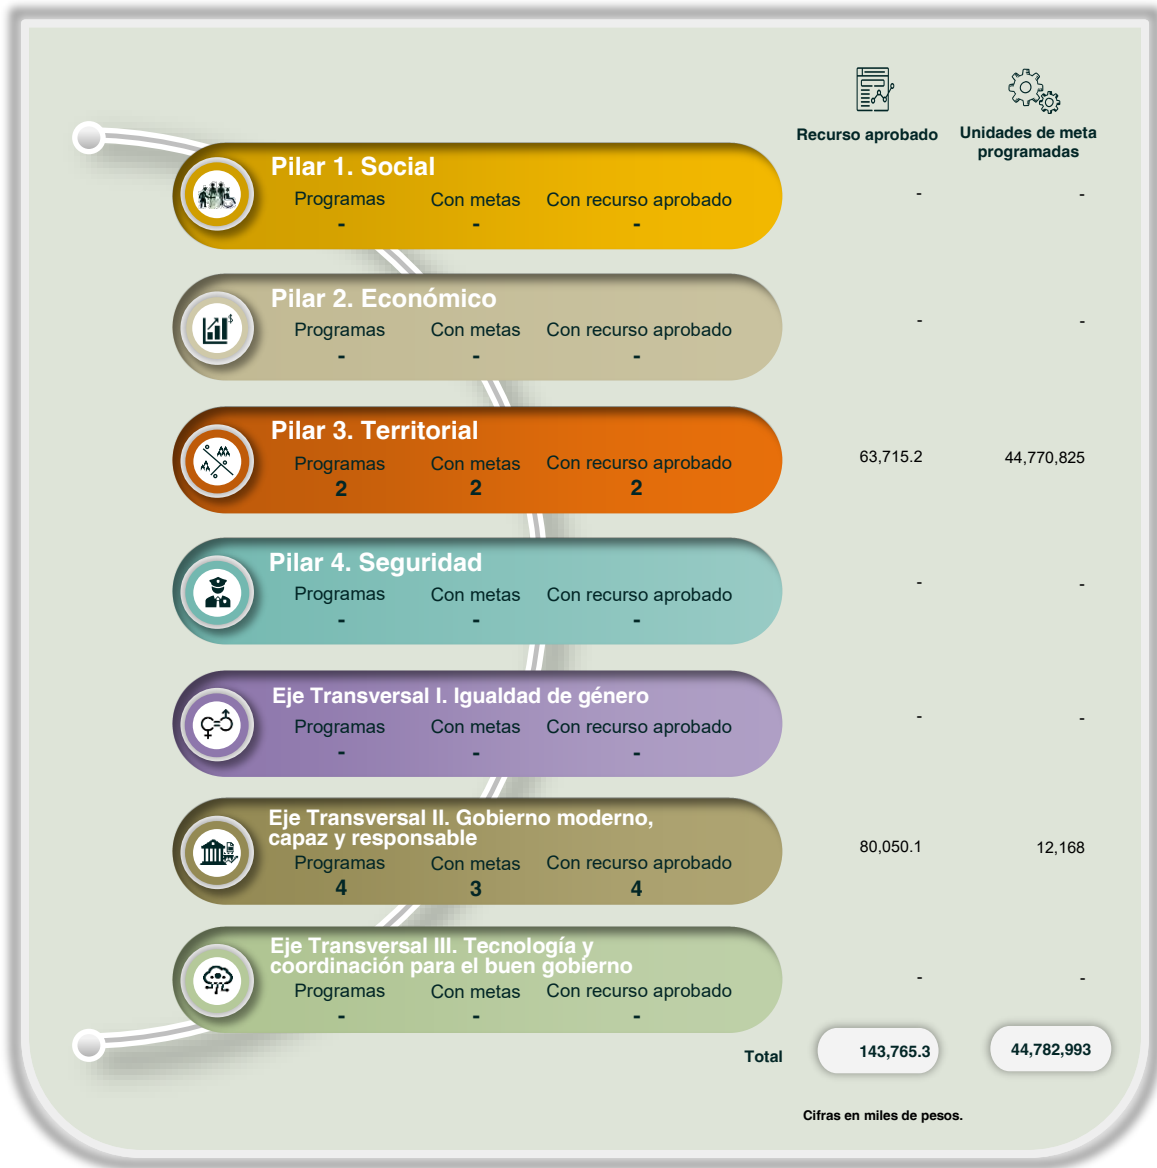 Recurso aprobado
Unidades de meta
programadas
Pilar 1. Social
Programas Con metas Con recurso aprobado
- - -
- -
Pilar 2. Económico
Programas Con metas Con recurso aprobado
- - -
- -
Pilar 3. Territorial
Programas Con metas Con recurso aprobado
2 2 2
63,715.2 44,770,825
Pilar 4. Seguridad
Programas Con metas Con recurso aprobado
- - -
- -
Eje Transversal I. Igualdad de género
Programas Con metas Con recurso aprobado
- - -
- -
Eje Transversal II. Gobierno moderno,
capaz y responsable
Programas Con metas Con recurso aprobado
4 3 4
80,050.1 12,168
Eje Transversal III. Tecnología y
coordinación para el buen gobierno
Programas Con metas Con recurso aprobado
- - -
- -
Total 143,765.3 44,782,993
Cifras en miles de pesos.